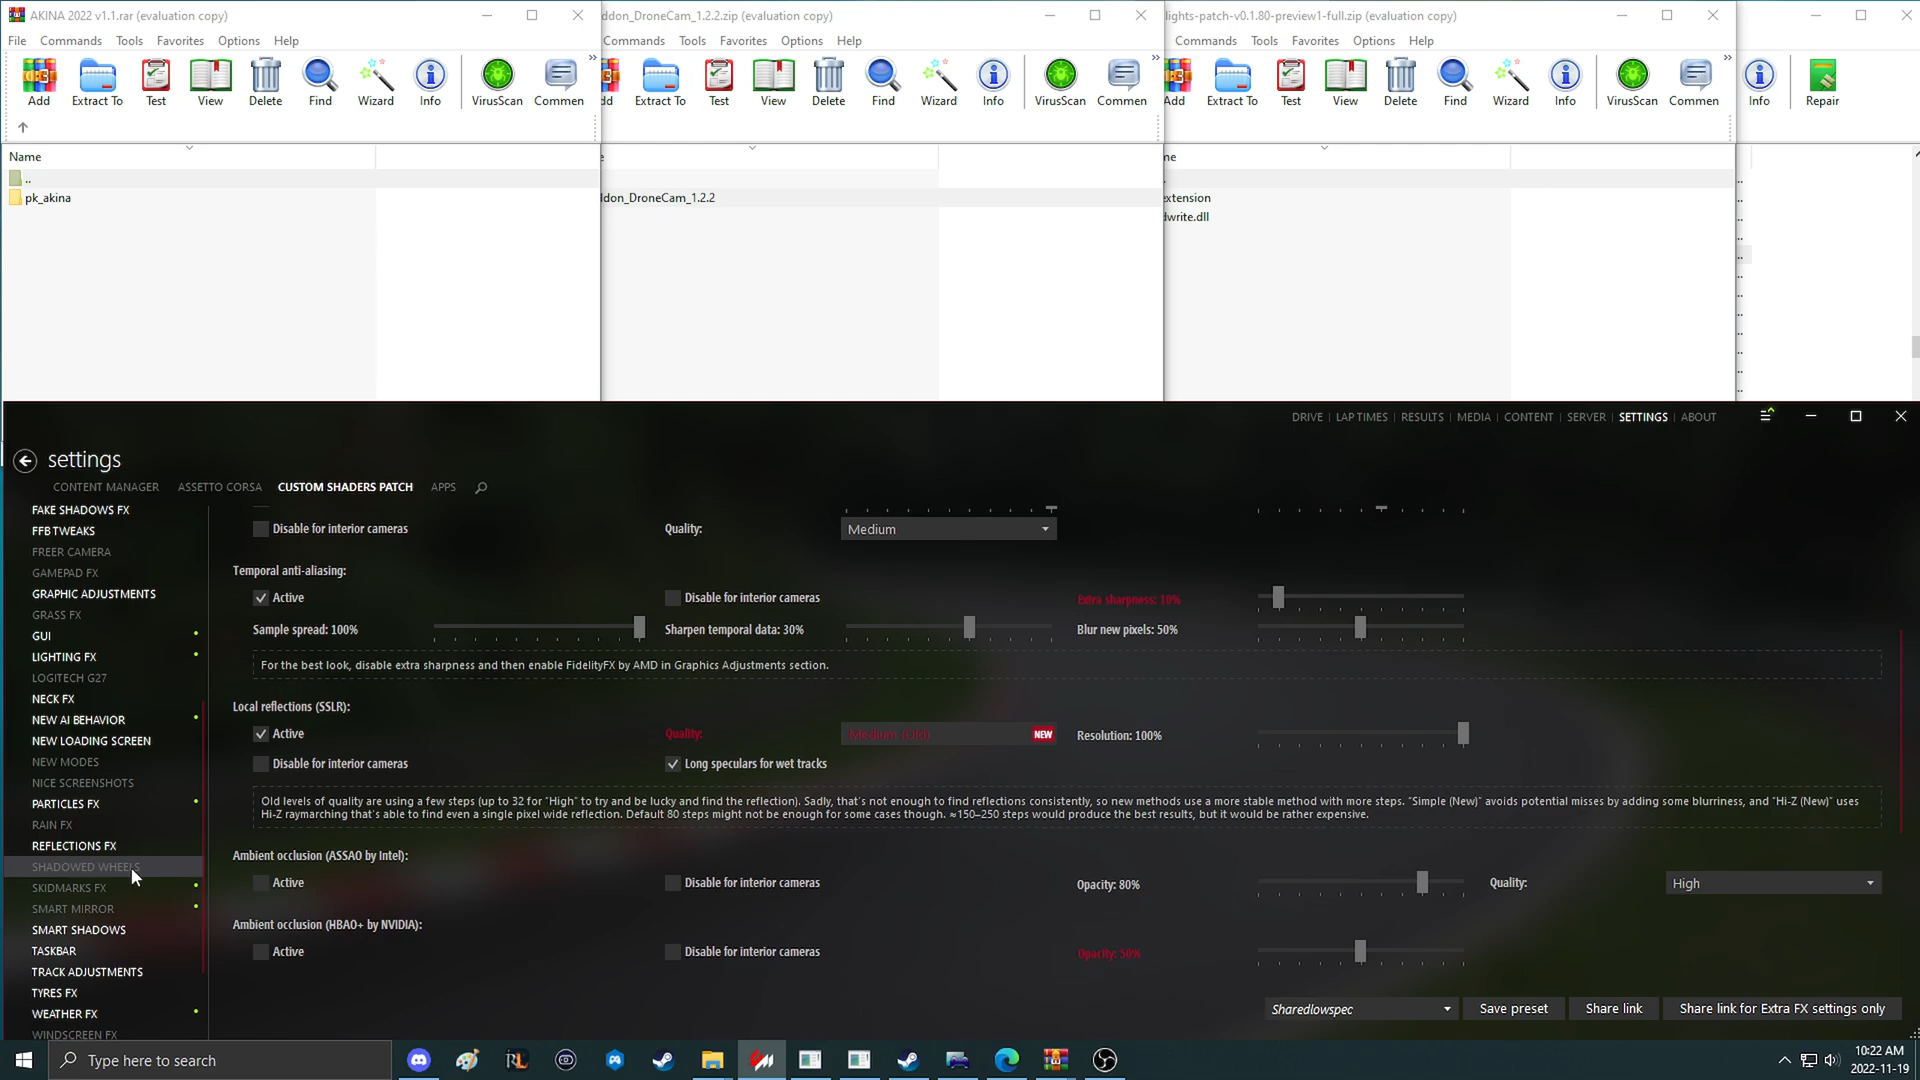 AKINA 2022 v1.1.rar (evaluation copy)
ddon_DroneCam_1.2.2.zip (evaluation copy)
lights-patch-v0.1.80-preview1-full.zip (evaluation copy)
File Commands Tools Favorites Options Help
Commands Tools Favorites Options Help
Commands Tools Favorites Options Help
Add Extract To Test View Delete Find Wizard Info VirusScan Commen
dd Extract To Test View Delete Find Wizard Info VirusScan Commen
Add Extract To Test View Delete Find Wizard Info VirusScan Commen
Info Repair
Name
e
me
..
pk_akina
ldon_DroneCam_1.2.2
extension
dwrite.dll
DRIVE | LAP TIMES | RESULTS | MEDIA | CONTENT | SERVER | SETTINGS | ABOUT
settings
CONTENT MANAGER ASSETTO CORSA CUSTOM SHADERS PATCH APPS
FAKE SHADOWS FX
FFB TWEAKS
FREER CAMERA
GAMEPAD FX
GRAPHIC ADJUSTMENTS
GRASS FX
GUI
LIGHTING FX
LOGITECH G27
NECK FX
NEW AI BEHAVIOR
NEW LOADING SCREEN
NEW MODES
NICE SCREENSHOTS
PARTICLES FX
RAIN FX
REFLECTIONS FX
SHADOWED WHEELS
SKIDMARKS FX
SMART MIRROR
SMART SHADOWS
TASKBAR
TRACK ADJUSTMENTS
TYRES FX
WEATHER FX
WINDSCREEN FX
Disable for interior cameras Quality: Medium
Temporal anti-aliasing:
Active Disable for interior cameras Extra sharpness: 10%
Sample spread: 100% Sharpen temporal data: 30% Blur new pixels: 50%
For the best look, disable extra sharpness and then enable FidelityFX by AMD in Graphics Adjustments section.
Local reflections (SSLR):
Active Quality: Medium (Old) NEW Resolution: 100%
Disable for interior cameras Long speculars for wet tracks
Old levels of quality are using a few steps (up to 32 for “High” to try and be lucky and find the reflection). Sadly, that's not enough to find reflections consistently, so new methods use a more stable method with more steps. “Simple (New)” avoids potential misses by adding some blurriness, and “Hi-Z (New)” uses
Hi-Z raymarching that's able to find even a single pixel wide reflection. Default 80 steps might not be enough for some cases though. ≈150–250 steps would produce the best results, but it would be rather expensive.
Ambient occlusion (ASSAO by Intel):
Active Disable for interior cameras Opacity: 80% Quality: High
Ambient occlusion (HBAO+ by NVIDIA):
Active Disable for interior cameras Opacity: 50%
Sharedlowspec Save preset Share link Share link for Extra FX settings only
Type here to search
RL
10:22 AM
2022-11-19